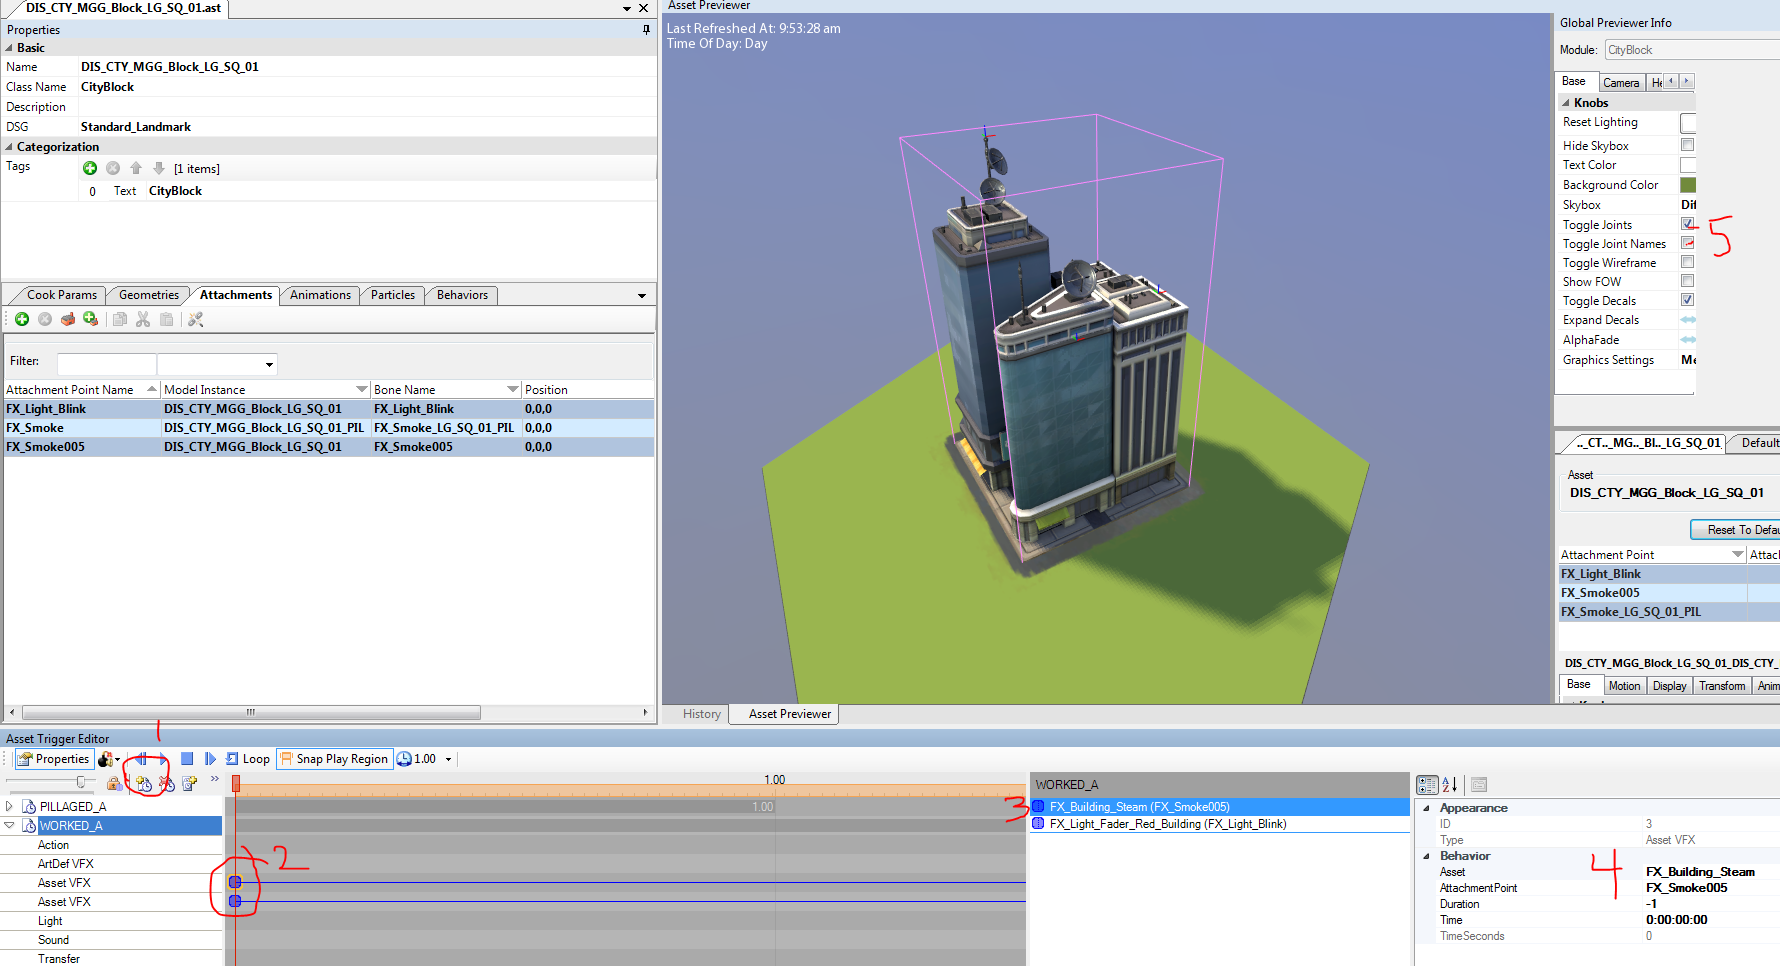 DIS_CTY_MGG_Block_LG_SQ_01.ast
Properties
Basic
Name DIS_CTY_MGG_Block_LG_SQ_01
Class Name CityBlock
Description
DSG Standard_Landmark
Categorization
Tags [1 items]
0 Text CityBlock
Cook Params Geometries Attachments Animations Particles Behaviors
Filter:
Attachment Point Name Model Instance Bone Name Position
FX_Light_Blink DIS_CTY_MGG_Block_LG_SQ_01 FX_Light_Blink 0,0,0
FX_Smoke DIS_CTY_MGG_Block_LG_SQ_01_PIL FX_Smoke_LG_SQ_01_PIL 0,0,0
FX_Smoke005 DIS_CTY_MGG_Block_LG_SQ_01 FX_Smoke005 0,0,0
Asset Previewer
Last Refreshed At: 9:53:28 am
Time Of Day: Day
History Asset Previewer
Global Previewer Info
Module: CityBlock
Base Camera He
Knobs
Reset Lighting
Hide Skybox
Text Color
Background Color
Skybox Dif
Toggle Joints
5
Toggle Joint Names
Toggle Wireframe
Show FOW
Toggle Decals
Expand Decals
AlphaFade
Graphics Settings Me
.._CT.._MG.._Bl.._LG_SQ_01 Default
Asset
DIS_CTY_MGG_Block_LG_SQ_01
Reset To Defau
Attachment Point Attacl
FX_Light_Blink
FX_Smoke005
FX_Smoke_LG_SQ_01_PIL
DIS_CTY_MGG_Block_LG_SQ_01_DIS_CTY_
Base Motion Display Transform Anim
1
Asset Trigger Editor
Properties Loop Snap Play Region 1.00
1.00
PILLAGED_A 1.00
WORKED_A
Action
ArtDef VFX
2
Asset VFX
Asset VFX
Light
Sound
Transfer
WORKED_A
3 FX_Building_Steam (FX_Smoke005)
FX_Light_Fader_Red_Building (FX_Light_Blink)
Appearance
ID 3
Type Asset VFX
Behavior
4
Asset FX_Building_Steam
AttachmentPoint FX_Smoke005
Duration -1
Time 0:00:00:00
TimeSeconds 0